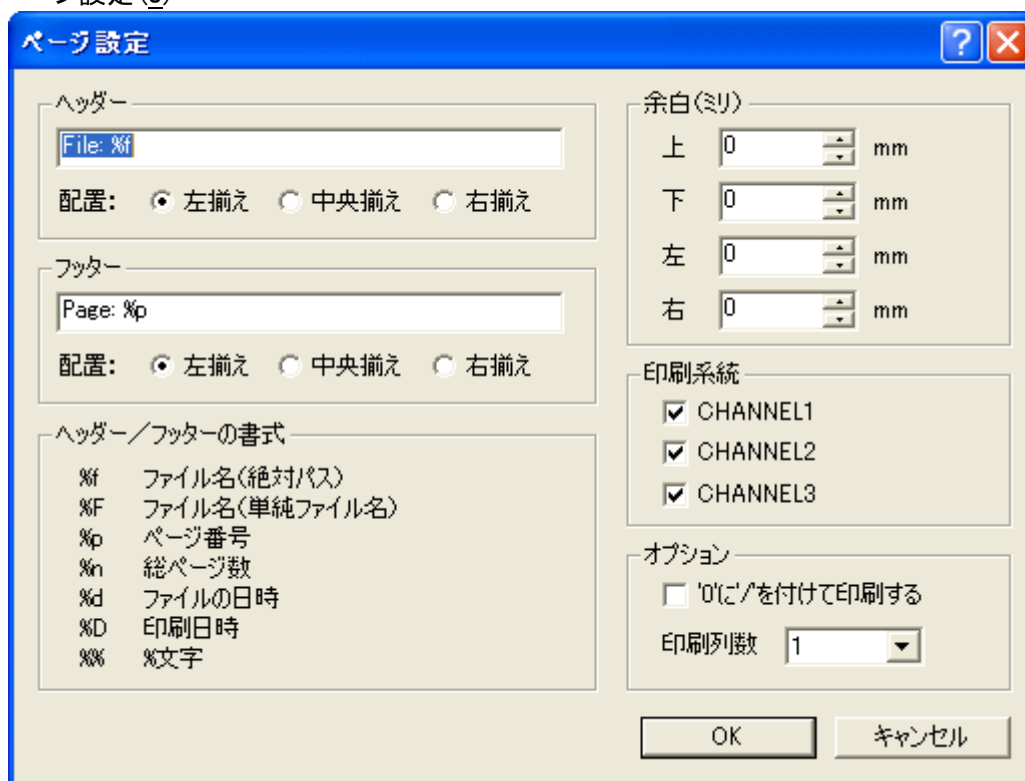 ージ設定(U)
ページ設定
ヘッダー
File: %f
配置: 左揃え 中央揃え 右揃え
フッター
Page: %p
配置: 左揃え 中央揃え 右揃え
ヘッダー／フッターの書式
%f ファイル名(絶対パス)
%F ファイル名(単純ファイル名)
%p ページ番号
%n 総ページ数
%d ファイルの日時
%D 印刷日時
%% %文字
余白(ミリ)
上 0 mm
下 0 mm
左 0 mm
右 0 mm
印刷系統
CHANNEL1
CHANNEL2
CHANNEL3
オプション
'0'に'/'を付けて印刷する
印刷列数 1
OK キャンセル